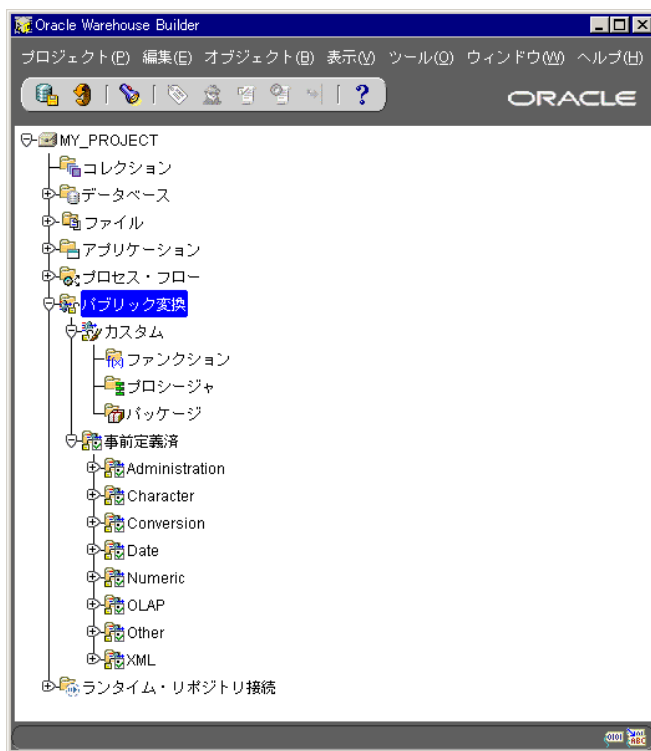 Oracle Warehouse Builder
プロジェクト(P) 編集(E) オブジェクト(B) 表示(V) ツール(O) ウィンドウ(W) ヘルプ(H)
ORACLE
MY_PROJECT
コレクション
データベース
ファイル
アプリケーション
プロセス・フロー
パブリック変換
カスタム
ファンクション
プロシージャ
パッケージ
事前定義済
Administration
Character
Conversion
Date
Numeric
OLAP
Other
XML
ランタイム・リポジトリ接続